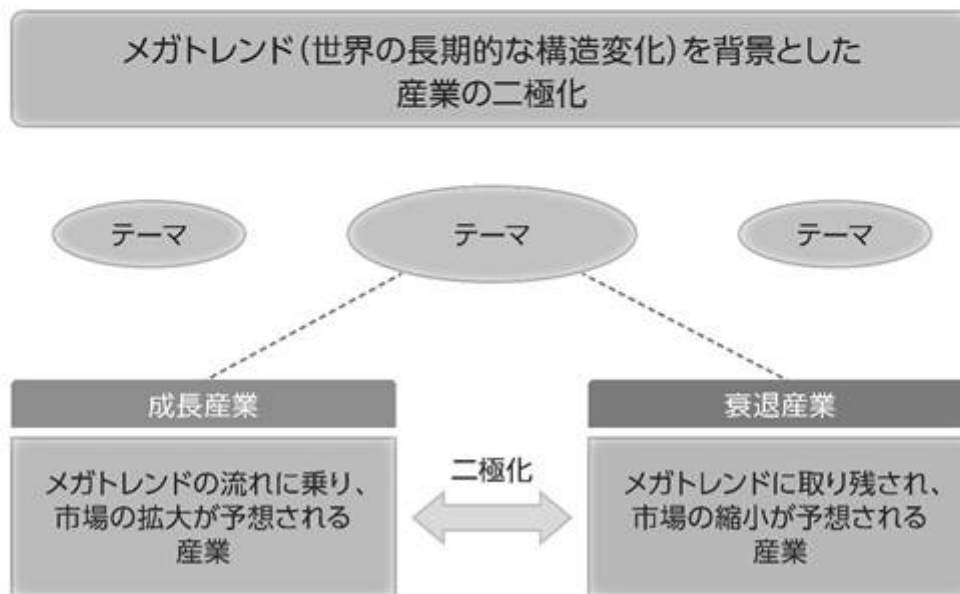 メガトレンド(世界の長期的な構造変化)を背景とした
産業の二極化
テーマ
テーマ
テーマ
成長産業
メガトレンドの流れに乗り、
市場の拡大が予想される
産業
二極化
衰退産業
メガトレンドに取り残され、
市場の縮小が予想される
産業